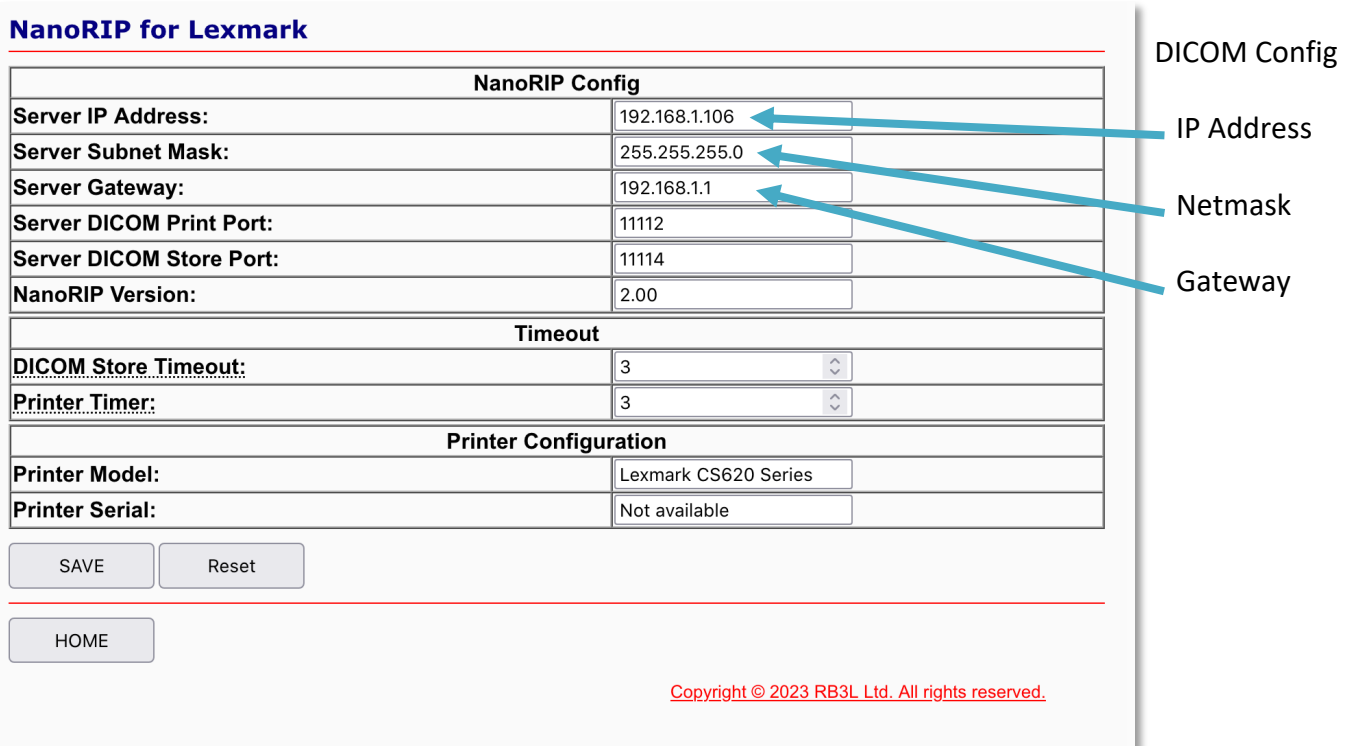 NanoRIP for Lexmark
DICOM Config
NanoRIP Config
Server IP Address: 192.168.1.106
IP Address
Server Subnet Mask: 255.255.255.0
Server Gateway: 192.168.1.1
Netmask
Server DICOM Print Port: 11112
Server DICOM Store Port: 11114
Gateway
NanoRIP Version: 2.00
Timeout
DICOM Store Timeout: 3
Printer Timer: 3
Printer Configuration
Printer Model: Lexmark CS620 Series
Printer Serial: Not available
SAVE Reset
HOME
Copyright © 2023 RB3L Ltd. All rights reserved.